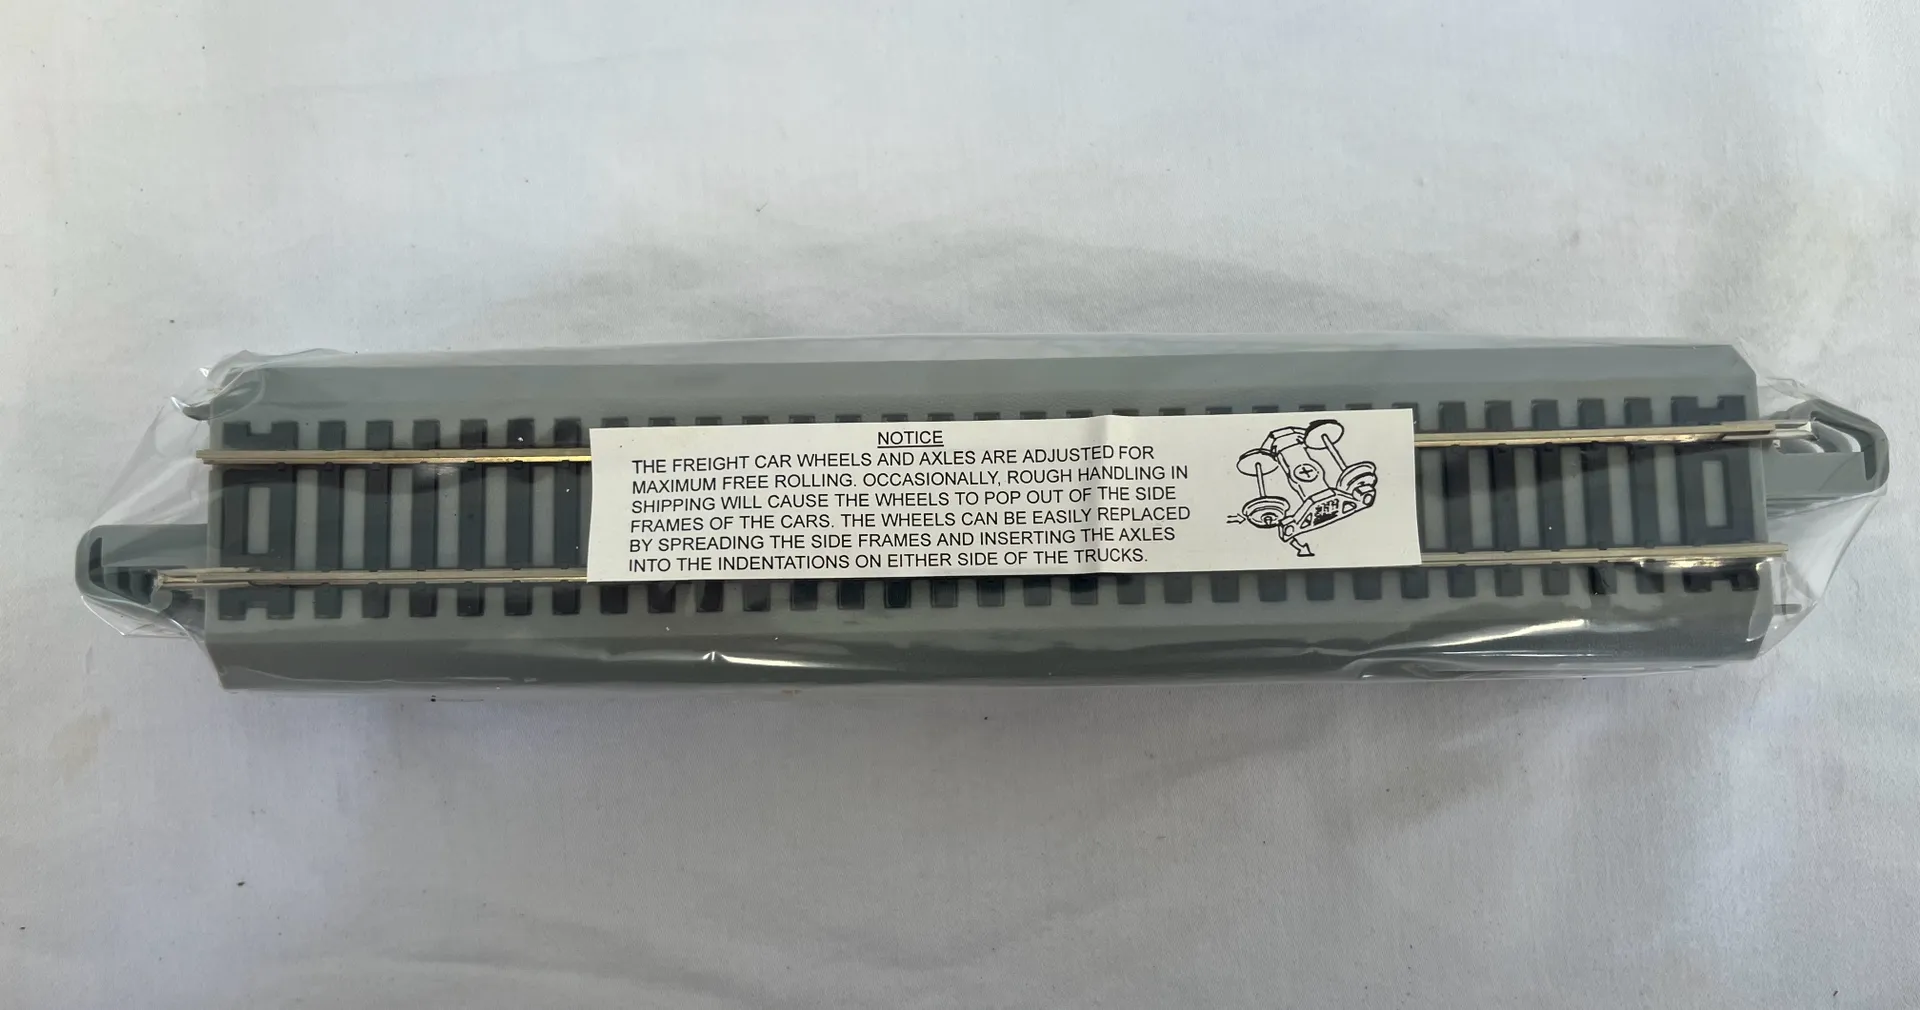 NOTICE
THE FREIGHT CAR WHEELS AND AXLES ARE ADJUSTED FOR
MAXIMUM FREE ROLLING. OCCASIONALLY, ROUGH HANDLING IN
SHIPPING WILL CAUSE THE WHEELS TO POP OUT OF THE SIDE
FRAMES OF THE CARS. THE WHEELS CAN BE EASILY REPLACED
BY SPREADING THE SIDE FRAMES AND INSERTING THE AXLES
INTO THE INDENTATIONS ON EITHER SIDE OF THE TRUCKS.